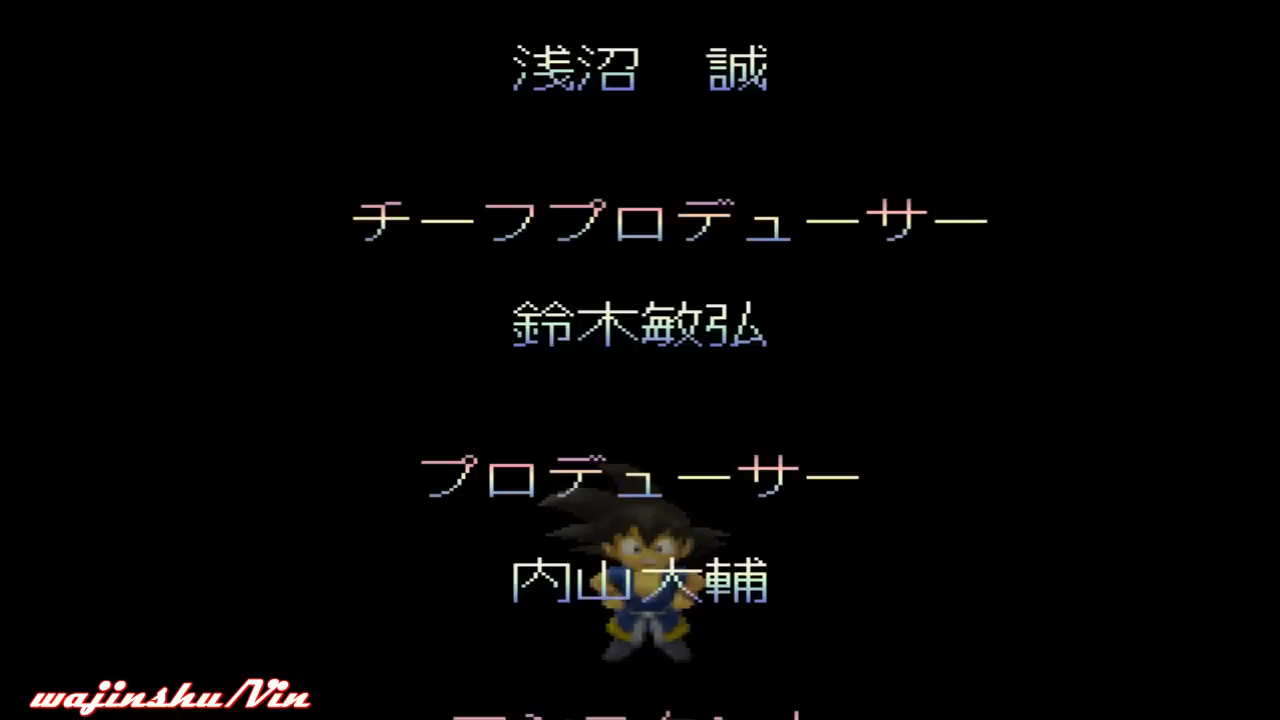 浅沼　誠
チーフプロデューサー
鈴木敏弘
プロデューサー
内山大輔
wajinshu/Vin